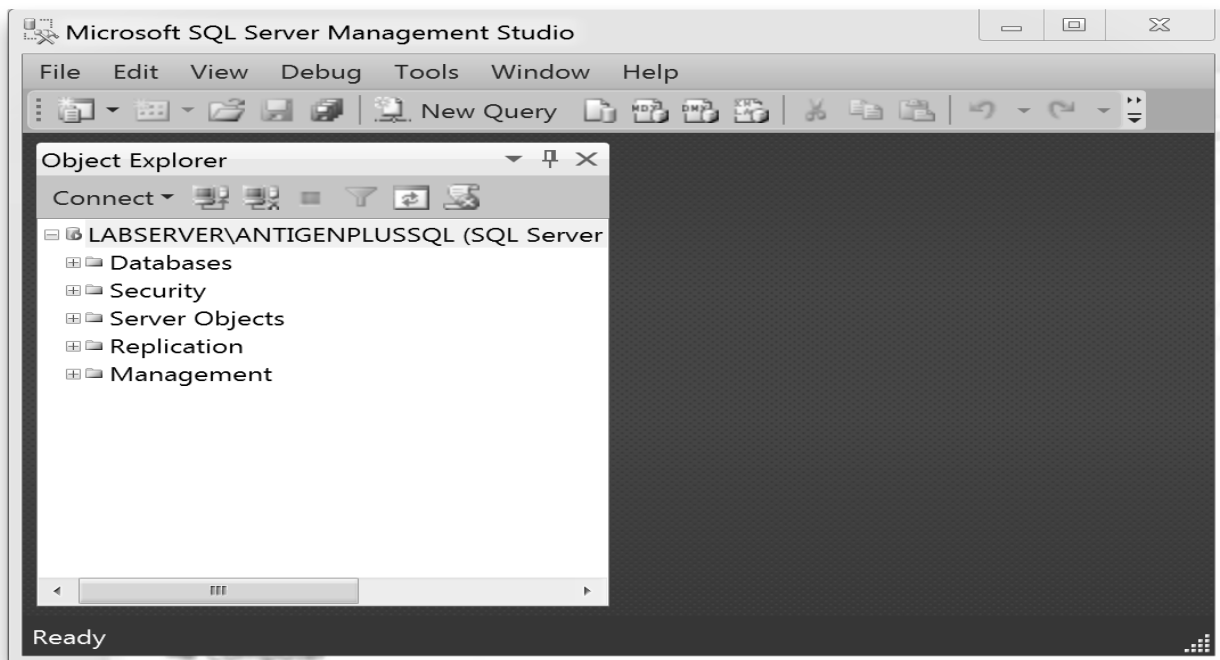 Microsoft SQL Server Management Studio
File Edit View Debug Tools Window Help
New Query
Object Explorer
Connect
LABSERVER\ANTIGENPLUSSQL (SQL Server
Databases
Security
Server Objects
Replication
Management
Ready